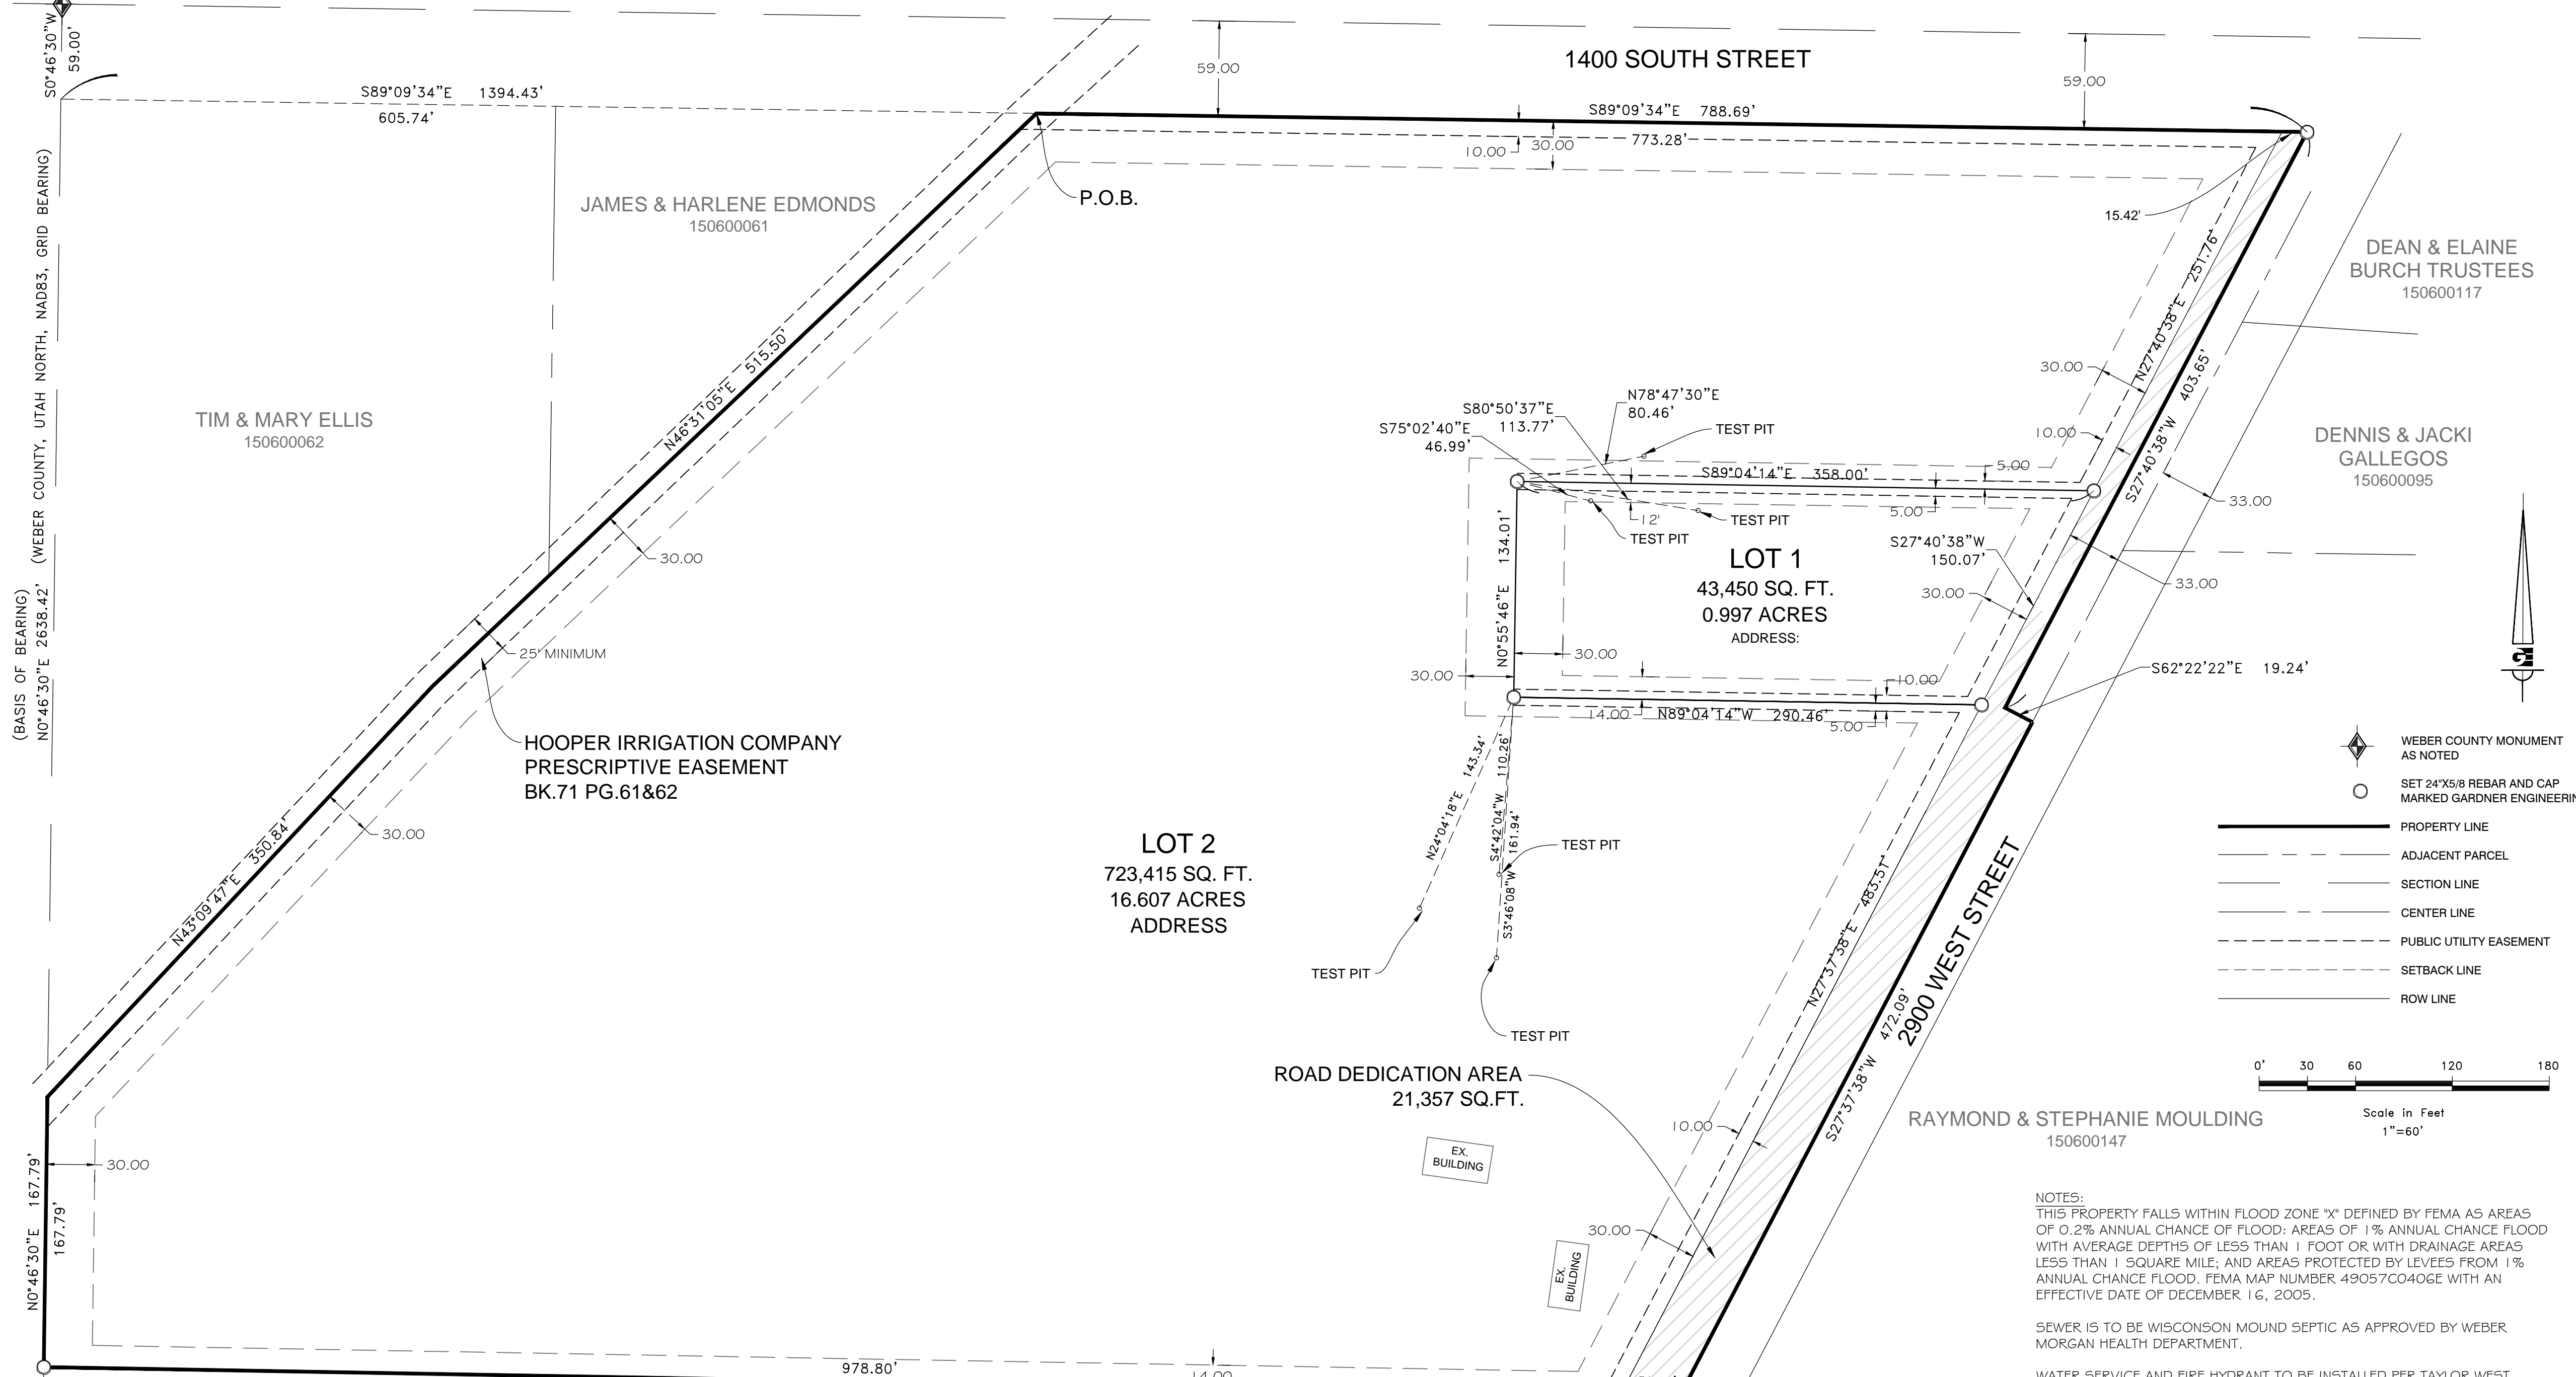 S0°46'30"W
59.00'
1400 SOUTH STREET
59.00
59.00
S89°09'34"E 1394.43'
605.74'
S89°09'34"E 788.69'
10.00
30.00
773.28'
P.O.B.
15.42'
(BASIS OF BEARING)
N0°46'30"E 2638.42' (WEBER COUNTY, UTAH NORTH, NAD83, GRID BEARING)
JAMES & HARLENE EDMONDS
150600061
TIM & MARY ELLIS
150600062
DEAN & ELAINE
BURCH TRUSTEES
150600117
DENNIS & JACKI
GALLEGOS
150600095
N46°31'05"E 515.50'
30.00
25' MINIMUM
HOOPER IRRIGATION COMPANY
PRESCRIPTIVE EASEMENT
BK.71 PG.61&62
N43°09'47"E 350.84'
30.00
N27°40'38"E 251.76'
S27°40'38"W 403.65'
30.00
10.00
33.00
33.00
N78°47'30"E
80.46'
S80°50'37"E
113.77'
S75°02'40"E
46.99'
TEST PIT
TEST PIT
TEST PIT
S89°04'14"E 358.00'
5.00
5.00
12'
N0°55'46"E 134.01'
LOT 1
43,450 SQ. FT.
0.997 ACRES
ADDRESS:
S27°40'38"W
150.07'
30.00
30.00
30.00
10.00
14.00
N89°04'14"W 290.46'
5.00
S62°22'22"E 19.24'
N24°04'18"E 143.34'
S4°42'04"W 110.26'
S3°46'08"W 161.94'
TEST PIT
TEST PIT
TEST PIT
LOT 2
723,415 SQ. FT.
16.607 ACRES
ADDRESS
ROAD DEDICATION AREA
21,357 SQ.FT.
N27°37'38"E 483.51'
S27°37'38"W 472.09'
2900 WEST STREET
10.00
30.00
EX.
BUILDING
EX.
BUILDING
N0°46'30"E 167.79'
167.79'
30.00
978.80'
14.00
G
WEBER COUNTY MONUMENT
AS NOTED
SET 24"X5/8 REBAR AND CAP
MARKED GARDNER ENGINEERIN
PROPERTY LINE
ADJACENT PARCEL
SECTION LINE
CENTER LINE
PUBLIC UTILITY EASEMENT
SETBACK LINE
ROW LINE
0' 30 60 120 180
Scale in Feet
1"=60'
RAYMOND & STEPHANIE MOULDING
150600147
NOTES:
THIS PROPERTY FALLS WITHIN FLOOD ZONE "X" DEFINED BY FEMA AS AREAS
OF 0.2% ANNUAL CHANCE OF FLOOD: AREAS OF 1% ANNUAL CHANCE FLOOD
WITH AVERAGE DEPTHS OF LESS THAN 1 FOOT OR WITH DRAINAGE AREAS
LESS THAN 1 SQUARE MILE; AND AREAS PROTECTED BY LEVEES FROM 1%
ANNUAL CHANCE FLOOD. FEMA MAP NUMBER 49057C0406E WITH AN
EFFECTIVE DATE OF DECEMBER 16, 2005.
SEWER IS TO BE WISCONSON MOUND SEPTIC AS APPROVED BY WEBER
MORGAN HEALTH DEPARTMENT.
WATER SERVICE AND FIRE HYDRANT TO BE INSTALLED PER TAYLOR WEST